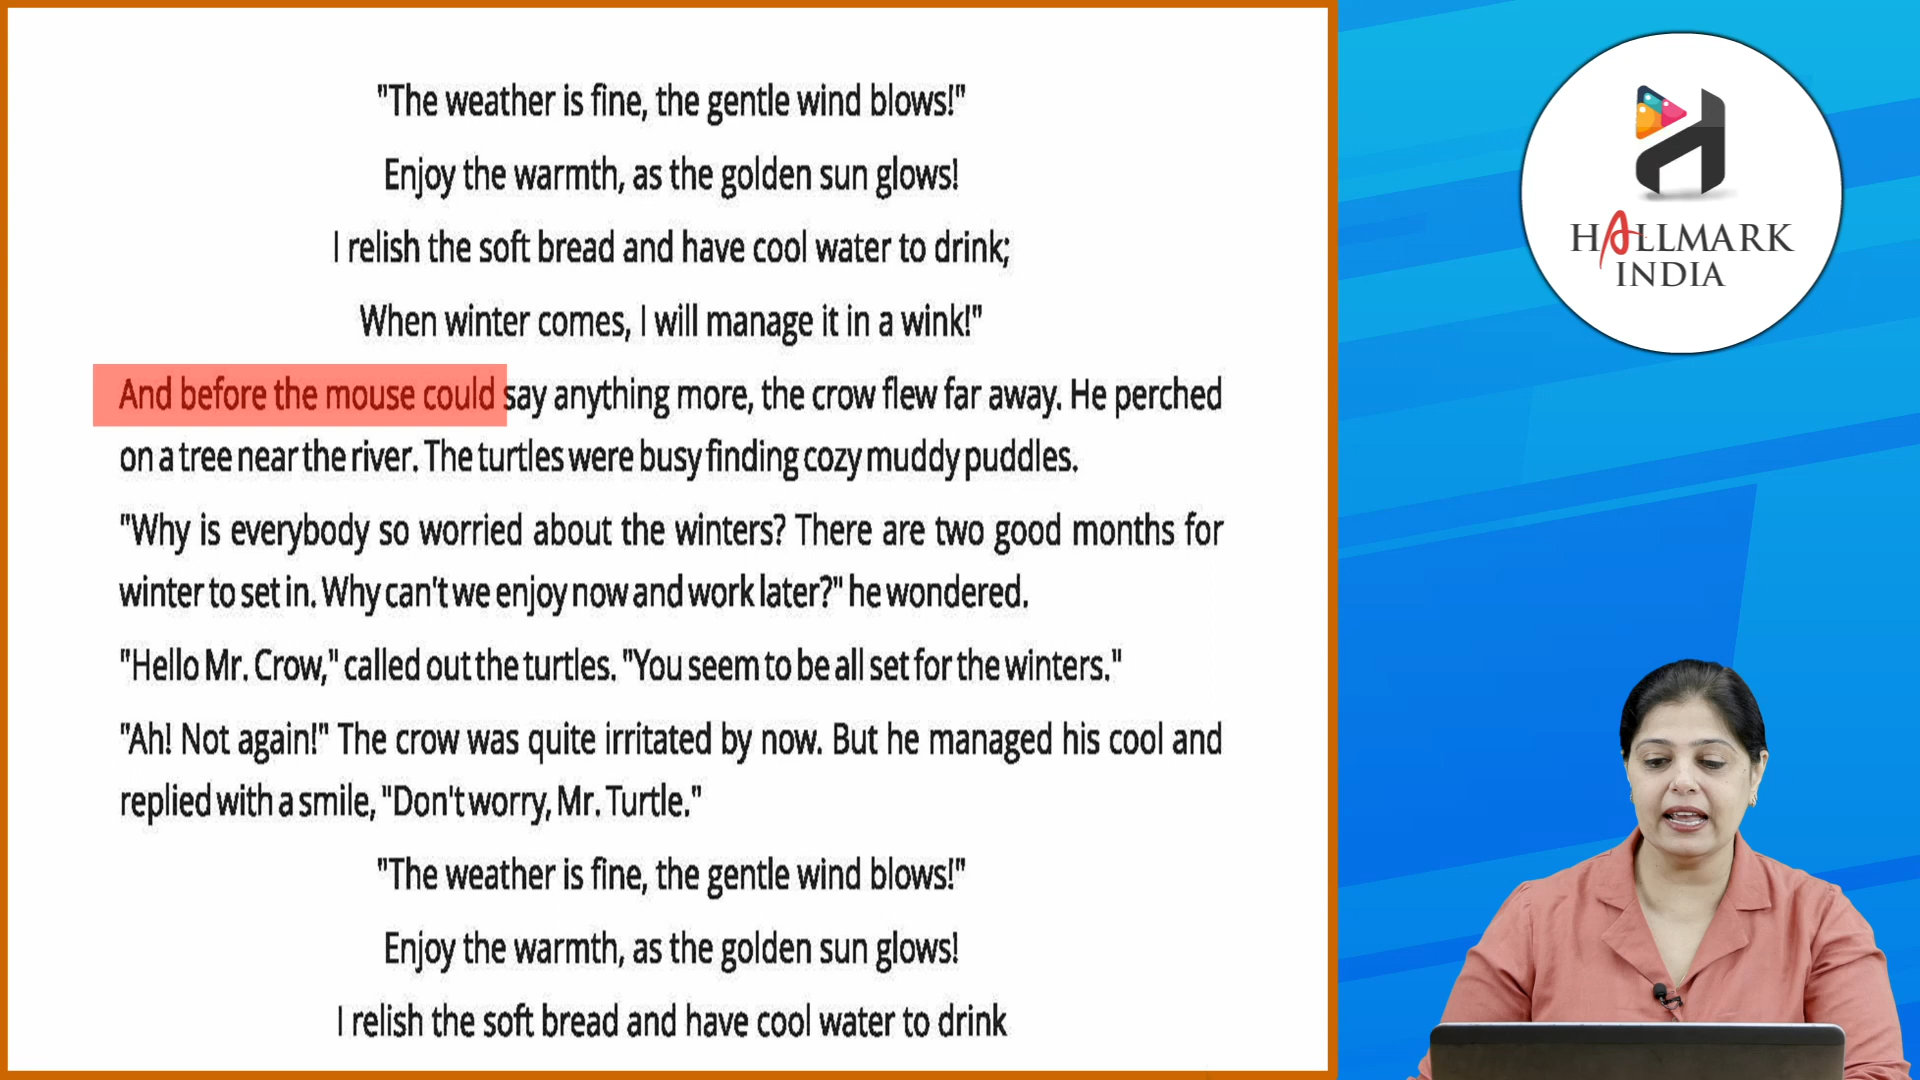 "The weather is fine, the gentle wind blows!"
Enjoy the warmth, as the golden sun glows!
I relish the soft bread and have cool water to drink;
When winter comes, I will manage it in a wink!"
And before the mouse could say anything more, the crow flew far away. He perched
on a tree near the river. The turtles were busy finding cozy muddy puddles.
"Why is everybody so worried about the winters? There are two good months for
winter to set in. Why can't we enjoy now and work later?" he wondered.
"Hello Mr. Crow," called out the turtles. "You seem to be all set for the winters."
"Ah! Not again!" The crow was quite irritated by now. But he managed his cool and
replied with a smile, "Don't worry, Mr. Turtle."
"The weather is fine, the gentle wind blows!"
Enjoy the warmth, as the golden sun glows!
I relish the soft bread and have cool water to drink
HALLMARK
INDIA